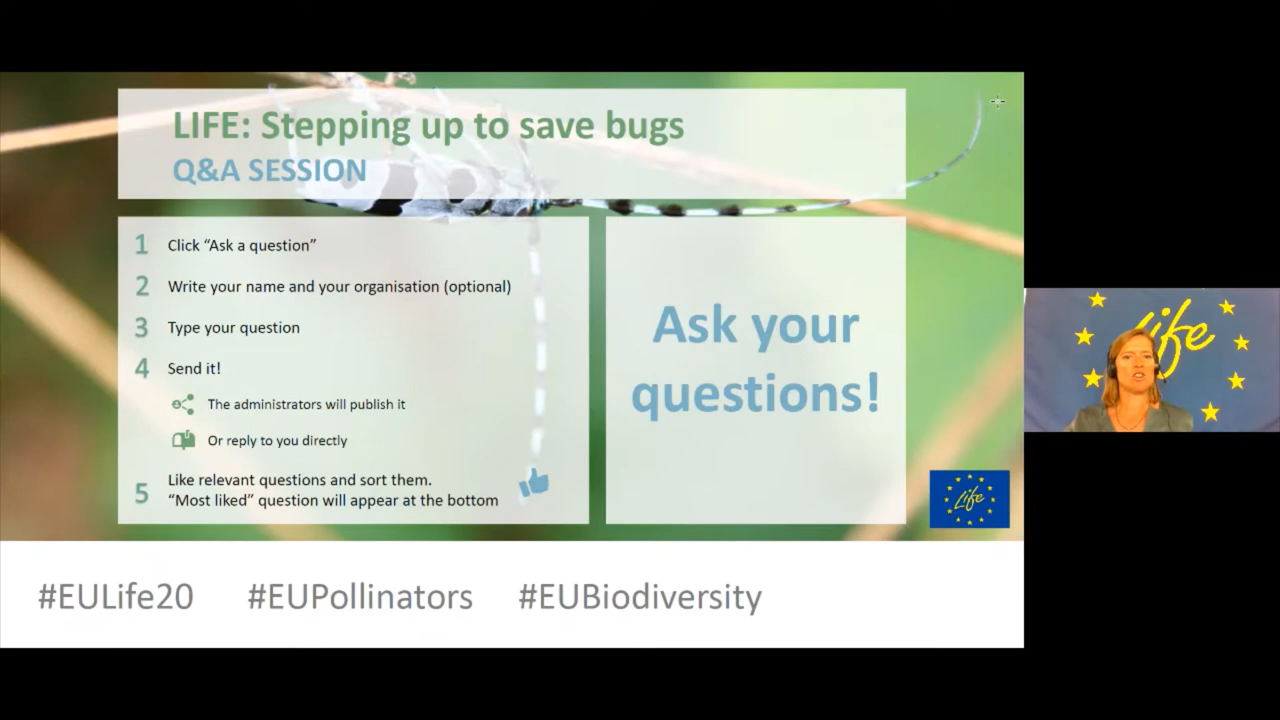 LIFE: Stepping up to save bugs
Q&A SESSION
1 Click “Ask a question”
2 Write your name and your organisation (optional)
3 Type your question
4 Send it!
The administrators will publish it
Or reply to you directly
5 Like relevant questions and sort them.
“Most liked” question will appear at the bottom
Ask your
questions!
life
Life
#EULife20 #EUPollinators #EUBiodiversity